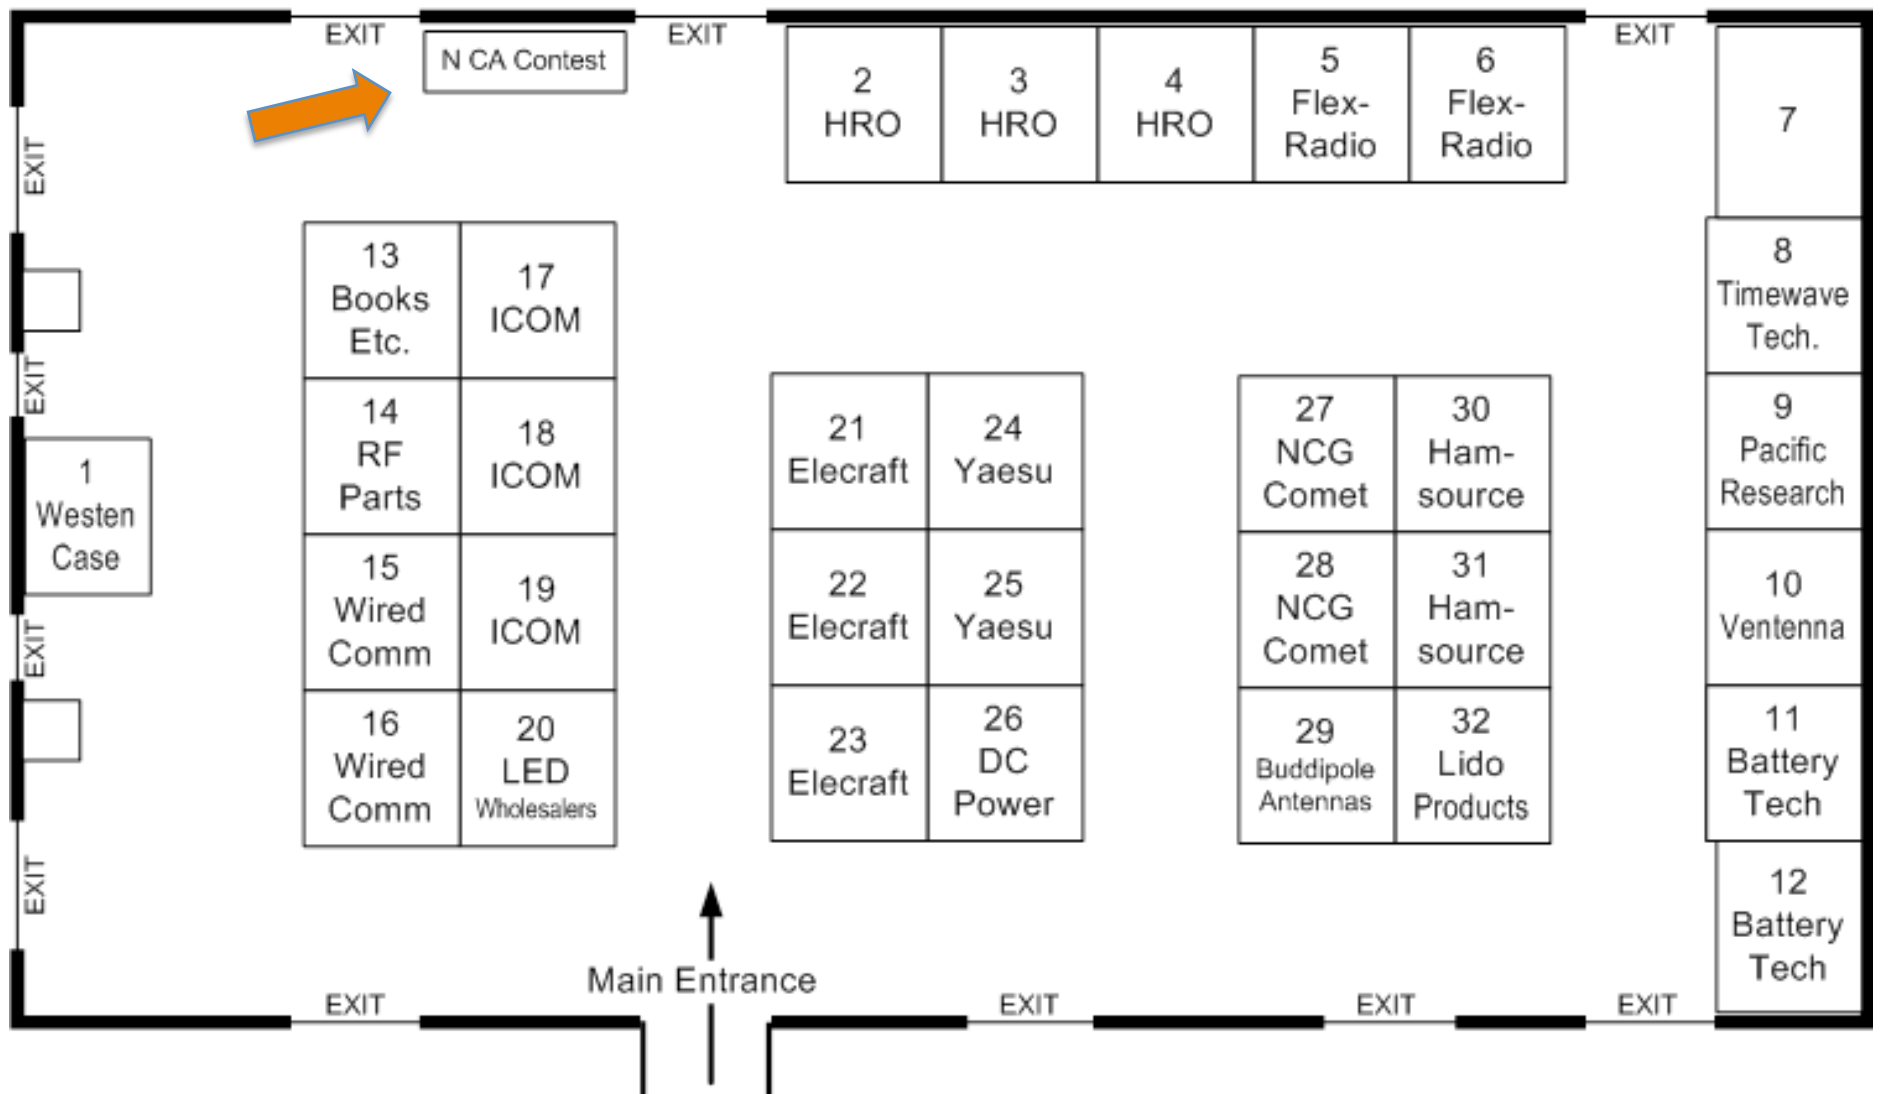 EXIT
EXIT
EXIT
N CA Contest
2
HRO
3
HRO
4
HRO
5
Flex-
Radio
6
Flex-
Radio
7
EXIT
EXIT
EXIT
EXIT
1
Westen
Case
13
Books
Etc.
17
ICOM
14
RF
Parts
18
ICOM
15
Wired
Comm
19
ICOM
16
Wired
Comm
20
LED
Wholesalers
21
Elecraft
24
Yaesu
22
Elecraft
25
Yaesu
23
Elecraft
26
DC
Power
27
NCG
Comet
30
Ham-
source
28
NCG
Comet
31
Ham-
source
29
Buddipole
Antennas
32
Lido
Products
8
Timewave
Tech.
9
Pacific
Research
10
Ventenna
11
Battery
Tech
12
Battery
Tech
Main Entrance
EXIT
EXIT
EXIT
EXIT